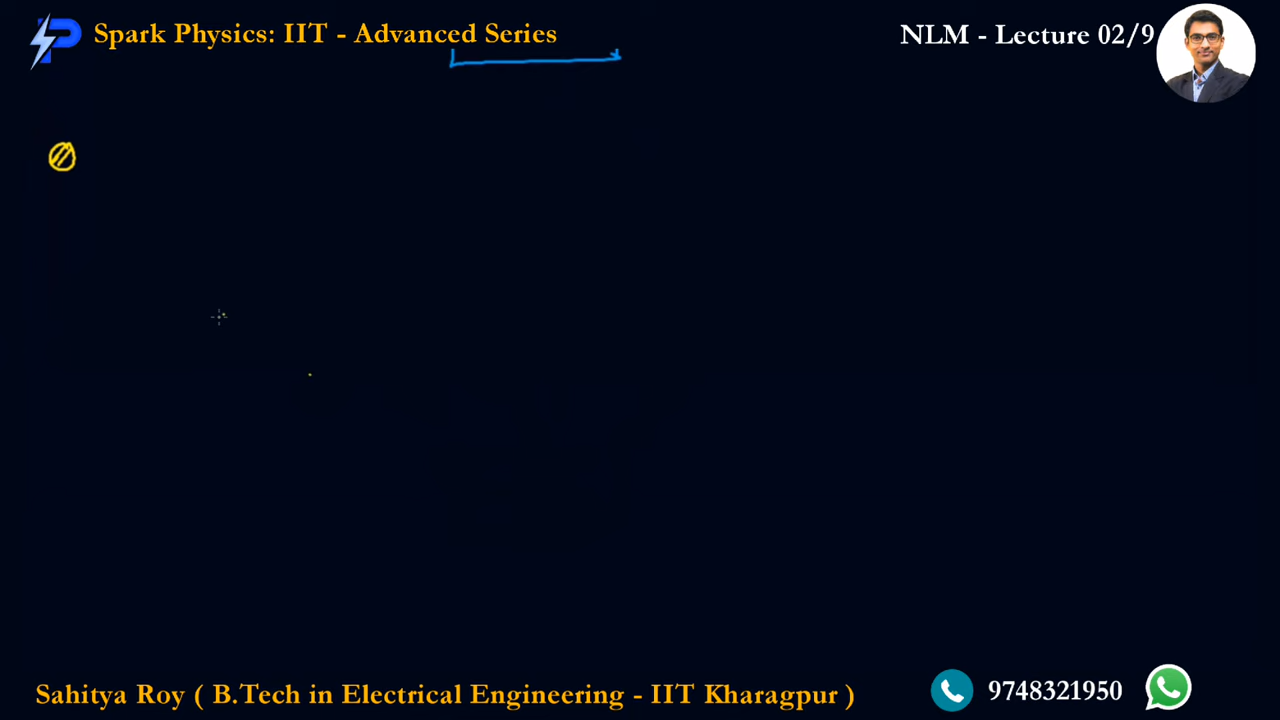 Spark Physics: IIT - Advanced Series
NLM - Lecture 02/9
Sahitya Roy ( B.Tech in Electrical Engineering - IIT Kharagpur )
9748321950